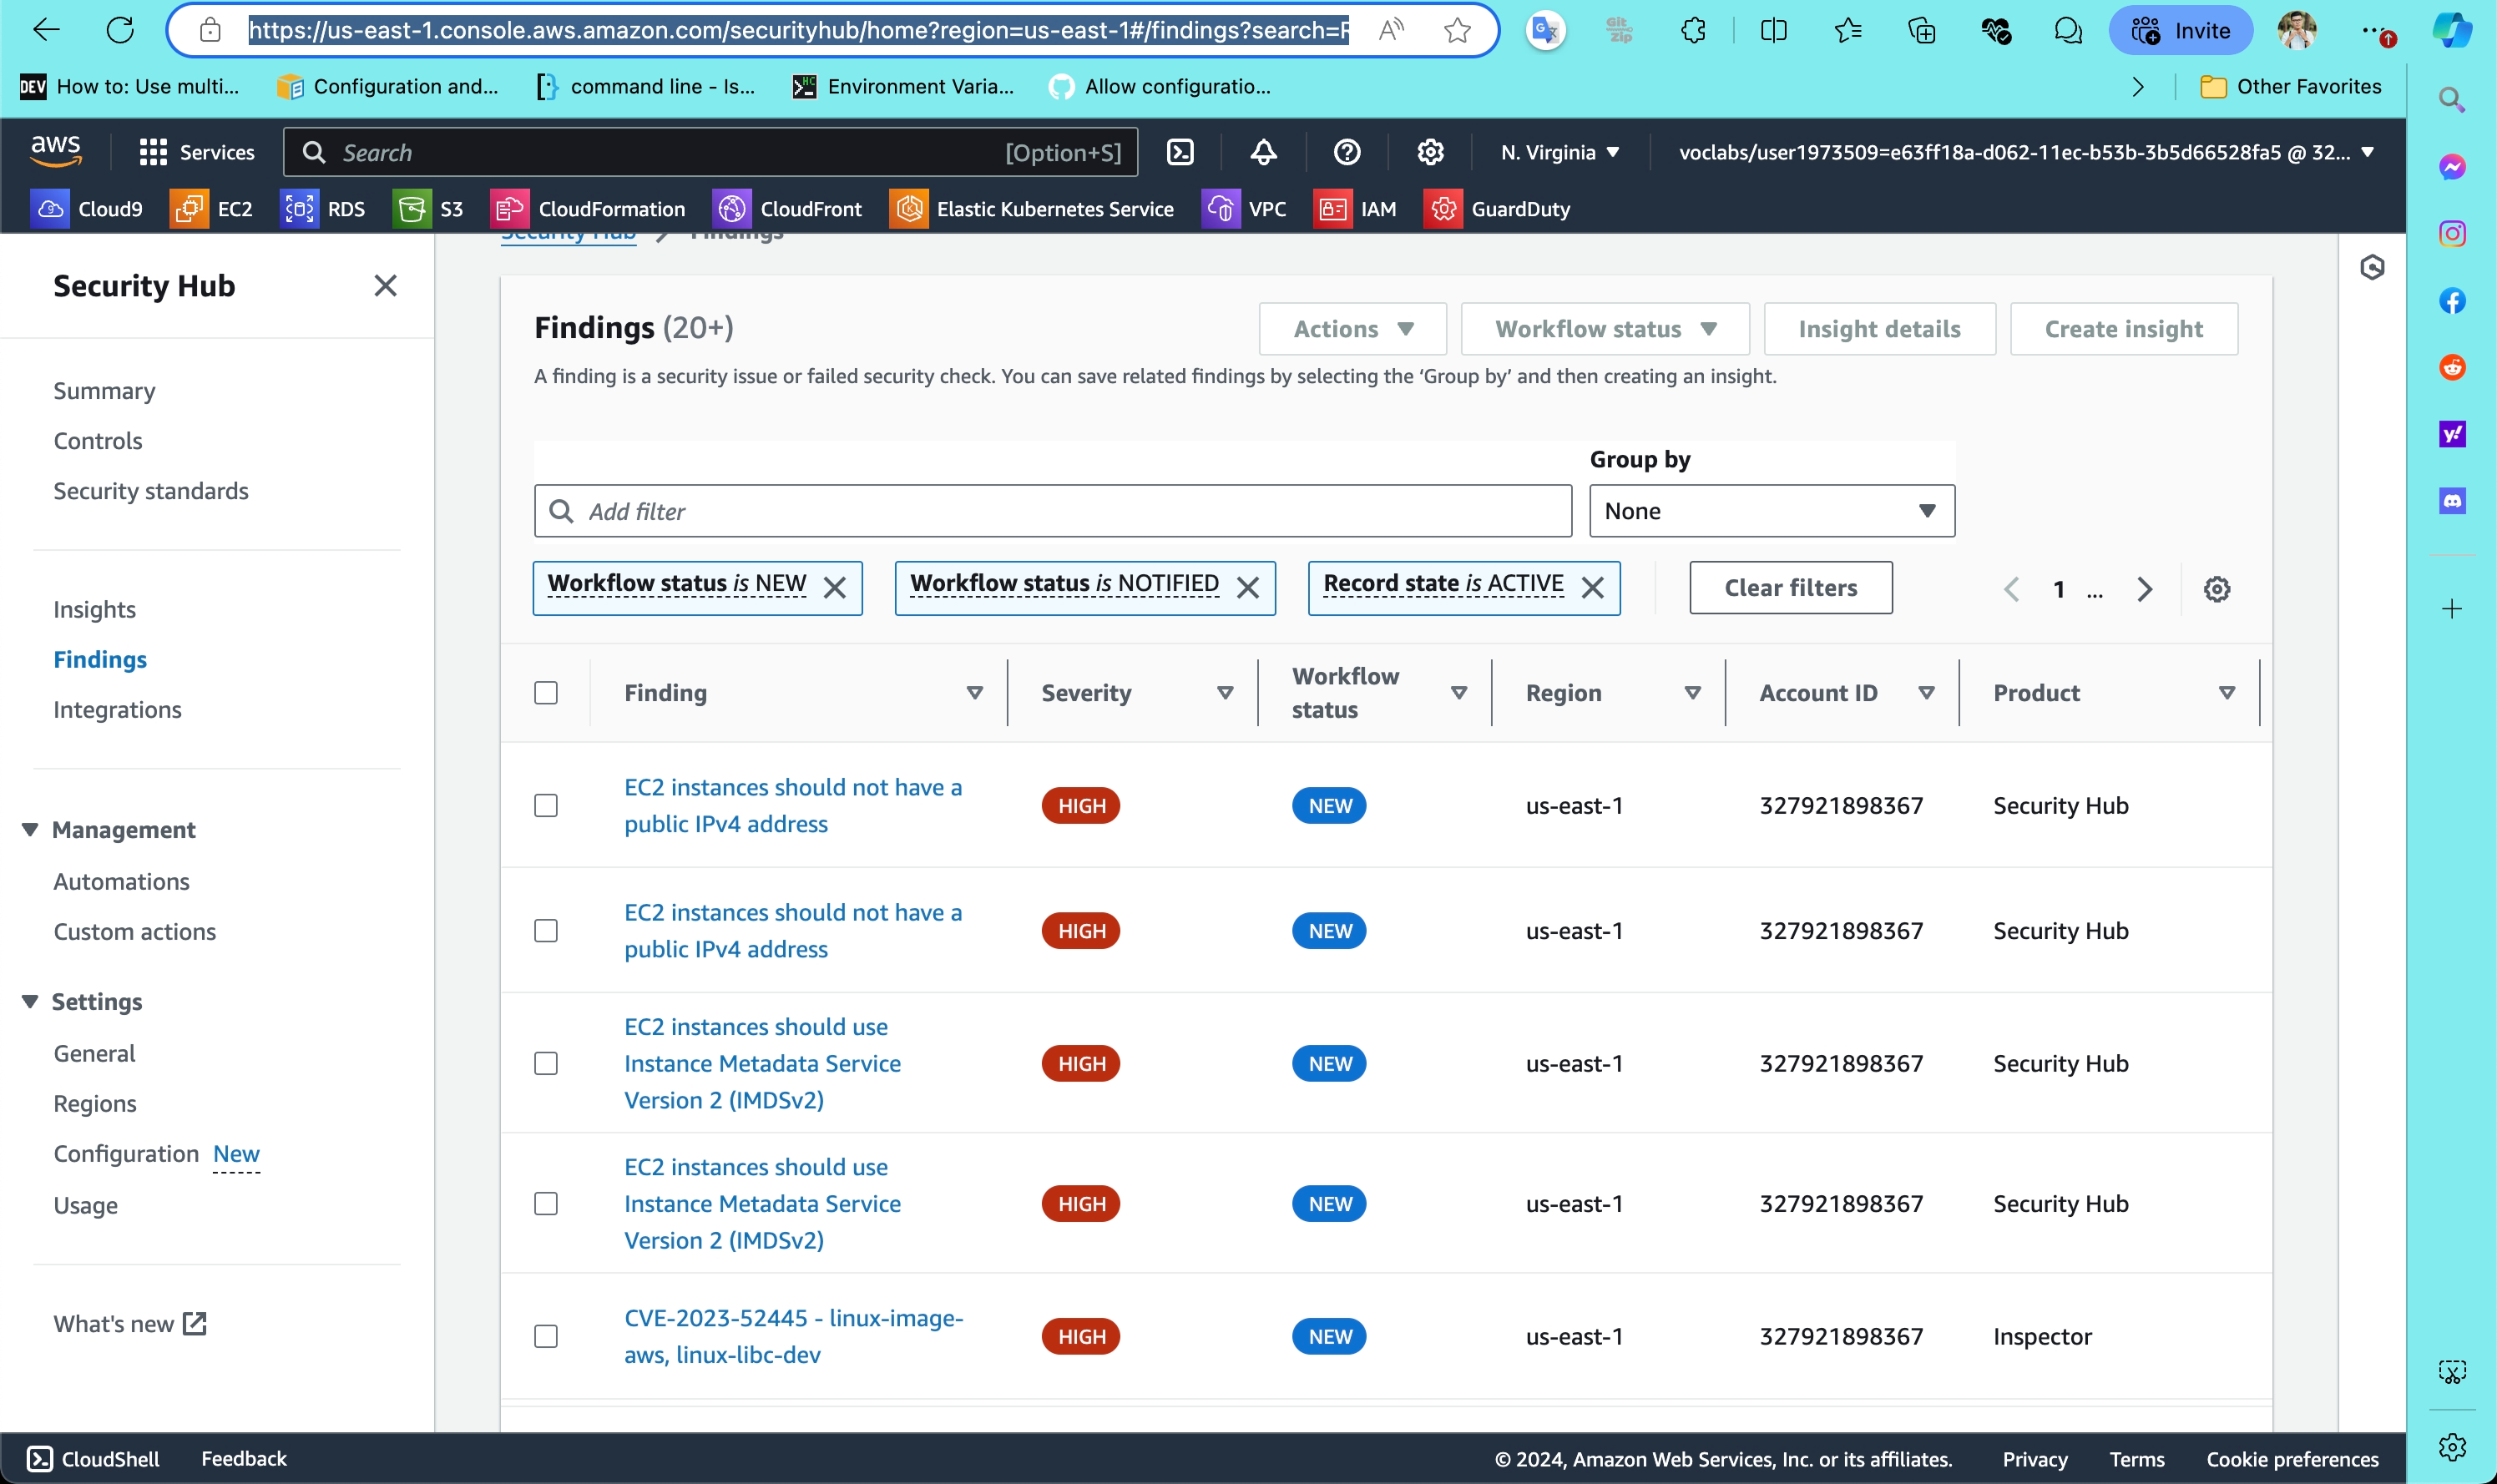 https://us-east-1.console.aws.amazon.com/securityhub/home?region=us-east-1#/findings?search=R
Invite
DEV How to: Use multi...
Configuration and...
command line - Is...
Environment Varia...
Allow configuratio...
Other Favorites
aws
Services
Search [Option+S]
N. Virginia
voclabs/user1973509=e63ff18a-d062-11ec-b53b-3b5d66528fa5 @ 32...
Cloud9
EC2
RDS
S3
CloudFormation
CloudFront
Elastic Kubernetes Service
VPC
IAM
GuardDuty
Security Hub
Summary
Controls
Security standards
Insights
Findings
Integrations
Management
Automations
Custom actions
Settings
General
Regions
Configuration New
Usage
What's new
Security Hub > Findings
Findings (20+)
Actions
Workflow status
Insight details
Create insight
A finding is a security issue or failed security check. You can save related findings by selecting the ‘Group by’ and then creating an insight.
Group by
Add filter
None
Workflow status is NEW
Workflow status is NOTIFIED
Record state is ACTIVE
Clear filters
1 ...
Finding
Severity
Workflow
status
Region
Account ID
Product
EC2 instances should not have a
public IPv4 address
HIGH NEW us-east-1 327921898367 Security Hub
EC2 instances should not have a
public IPv4 address
HIGH NEW us-east-1 327921898367 Security Hub
EC2 instances should use
Instance Metadata Service
Version 2 (IMDSv2)
HIGH NEW us-east-1 327921898367 Security Hub
EC2 instances should use
Instance Metadata Service
Version 2 (IMDSv2)
HIGH NEW us-east-1 327921898367 Security Hub
CVE-2023-52445 - linux-image-
aws, linux-libc-dev
HIGH NEW us-east-1 327921898367 Inspector
CloudShell
Feedback
© 2024, Amazon Web Services, Inc. or its affiliates.
Privacy
Terms
Cookie preferences